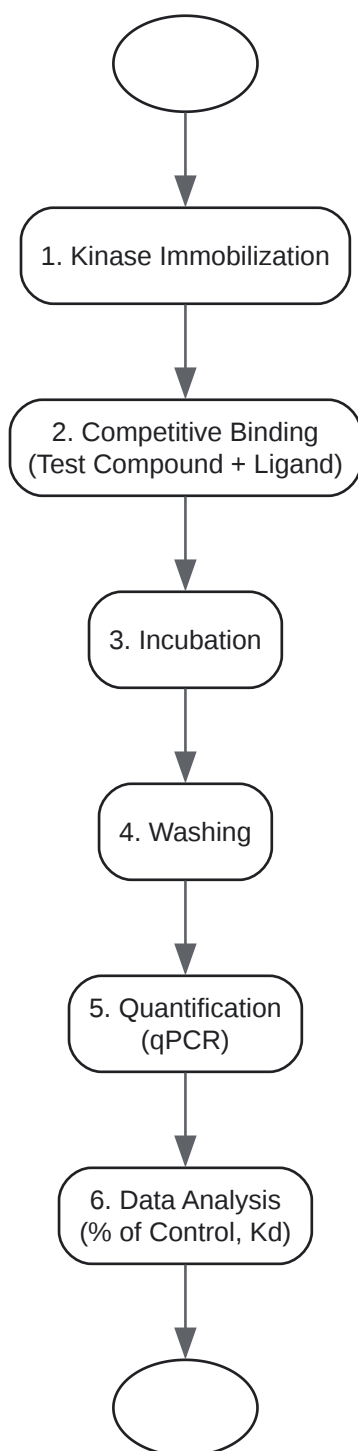 1. Kinase Immobilization
2. Competitive Binding
(Test Compound + Ligand)
3. Incubation
4. Washing
5. Quantification
(qPCR)
6. Data Analysis
(% of Control, Kd)